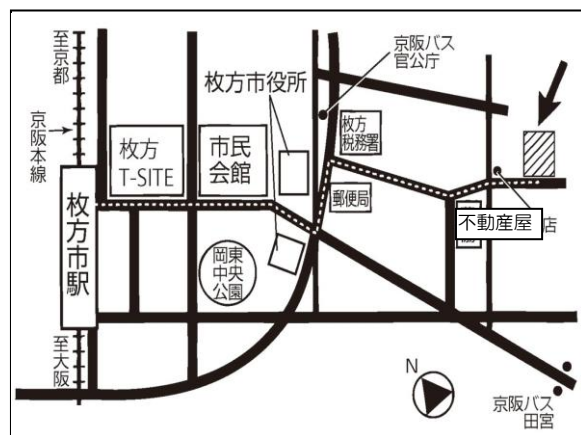 至京都
京阪本線
枚方市駅
至大阪
枚方
T-SITE
市民
会館
枚方市役所
京阪バス
官公庁
枚方
税務署
郵便局
岡東
中央
公園
不動産屋
店
N
京阪バス
田宮